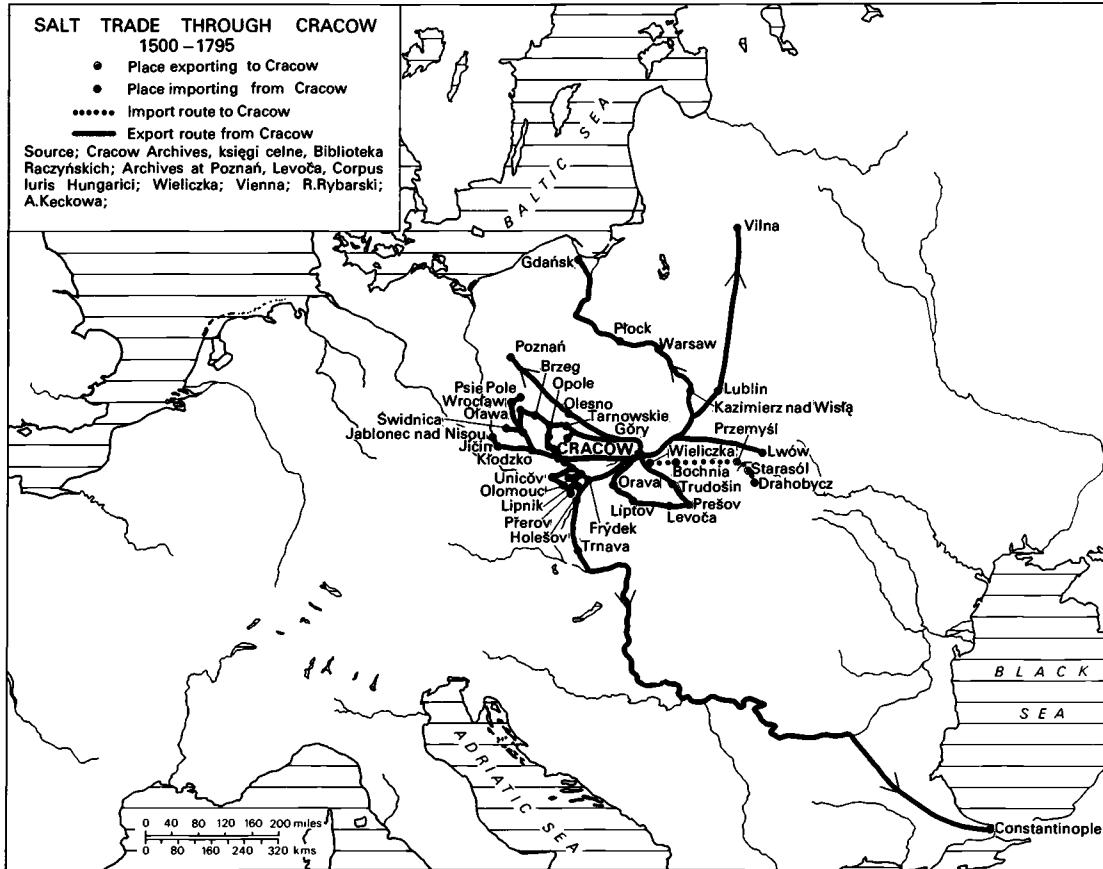 SALT TRADE THROUGH CRACOW
1500–1795
Place exporting to Cracow
Place importing from Cracow
Import route to Cracow
Export route from Cracow
Source; Cracow Archives, księgi celne, Biblioteka
Raczyńskich; Archives at Poznań, Levoča, Corpus
Iuris Hungarici; Wieliczka; Vienna; R.Rybarski;
A.Keckowa;
BALTIC SEA
Vilna
Gdańsk
Płock
Warsaw
Poznań
Brzeg
Opole
Psie Pole
Wrocław
Oława
Olesno
Lublin
Kazimierz nad Wisłą
Tarnowskie
Góry
Świdnica
Jablonec nad Nisou
Jičin
Kłodzko
CRACOW
Przemyśl
Lwów
Wieliczka
Bochnia
Starasól
Drahobycz
Uničov
Olomouc
Lipnik
Přerov
Holešov
Orava
Trudošin
Liptov
Prešov
Levoča
Frýdek
Trnava
BLACK
SEA
ADRIATIC SEA
Constantinople
0 40 80 120 160 200 miles
0 80 160 240 320 kms